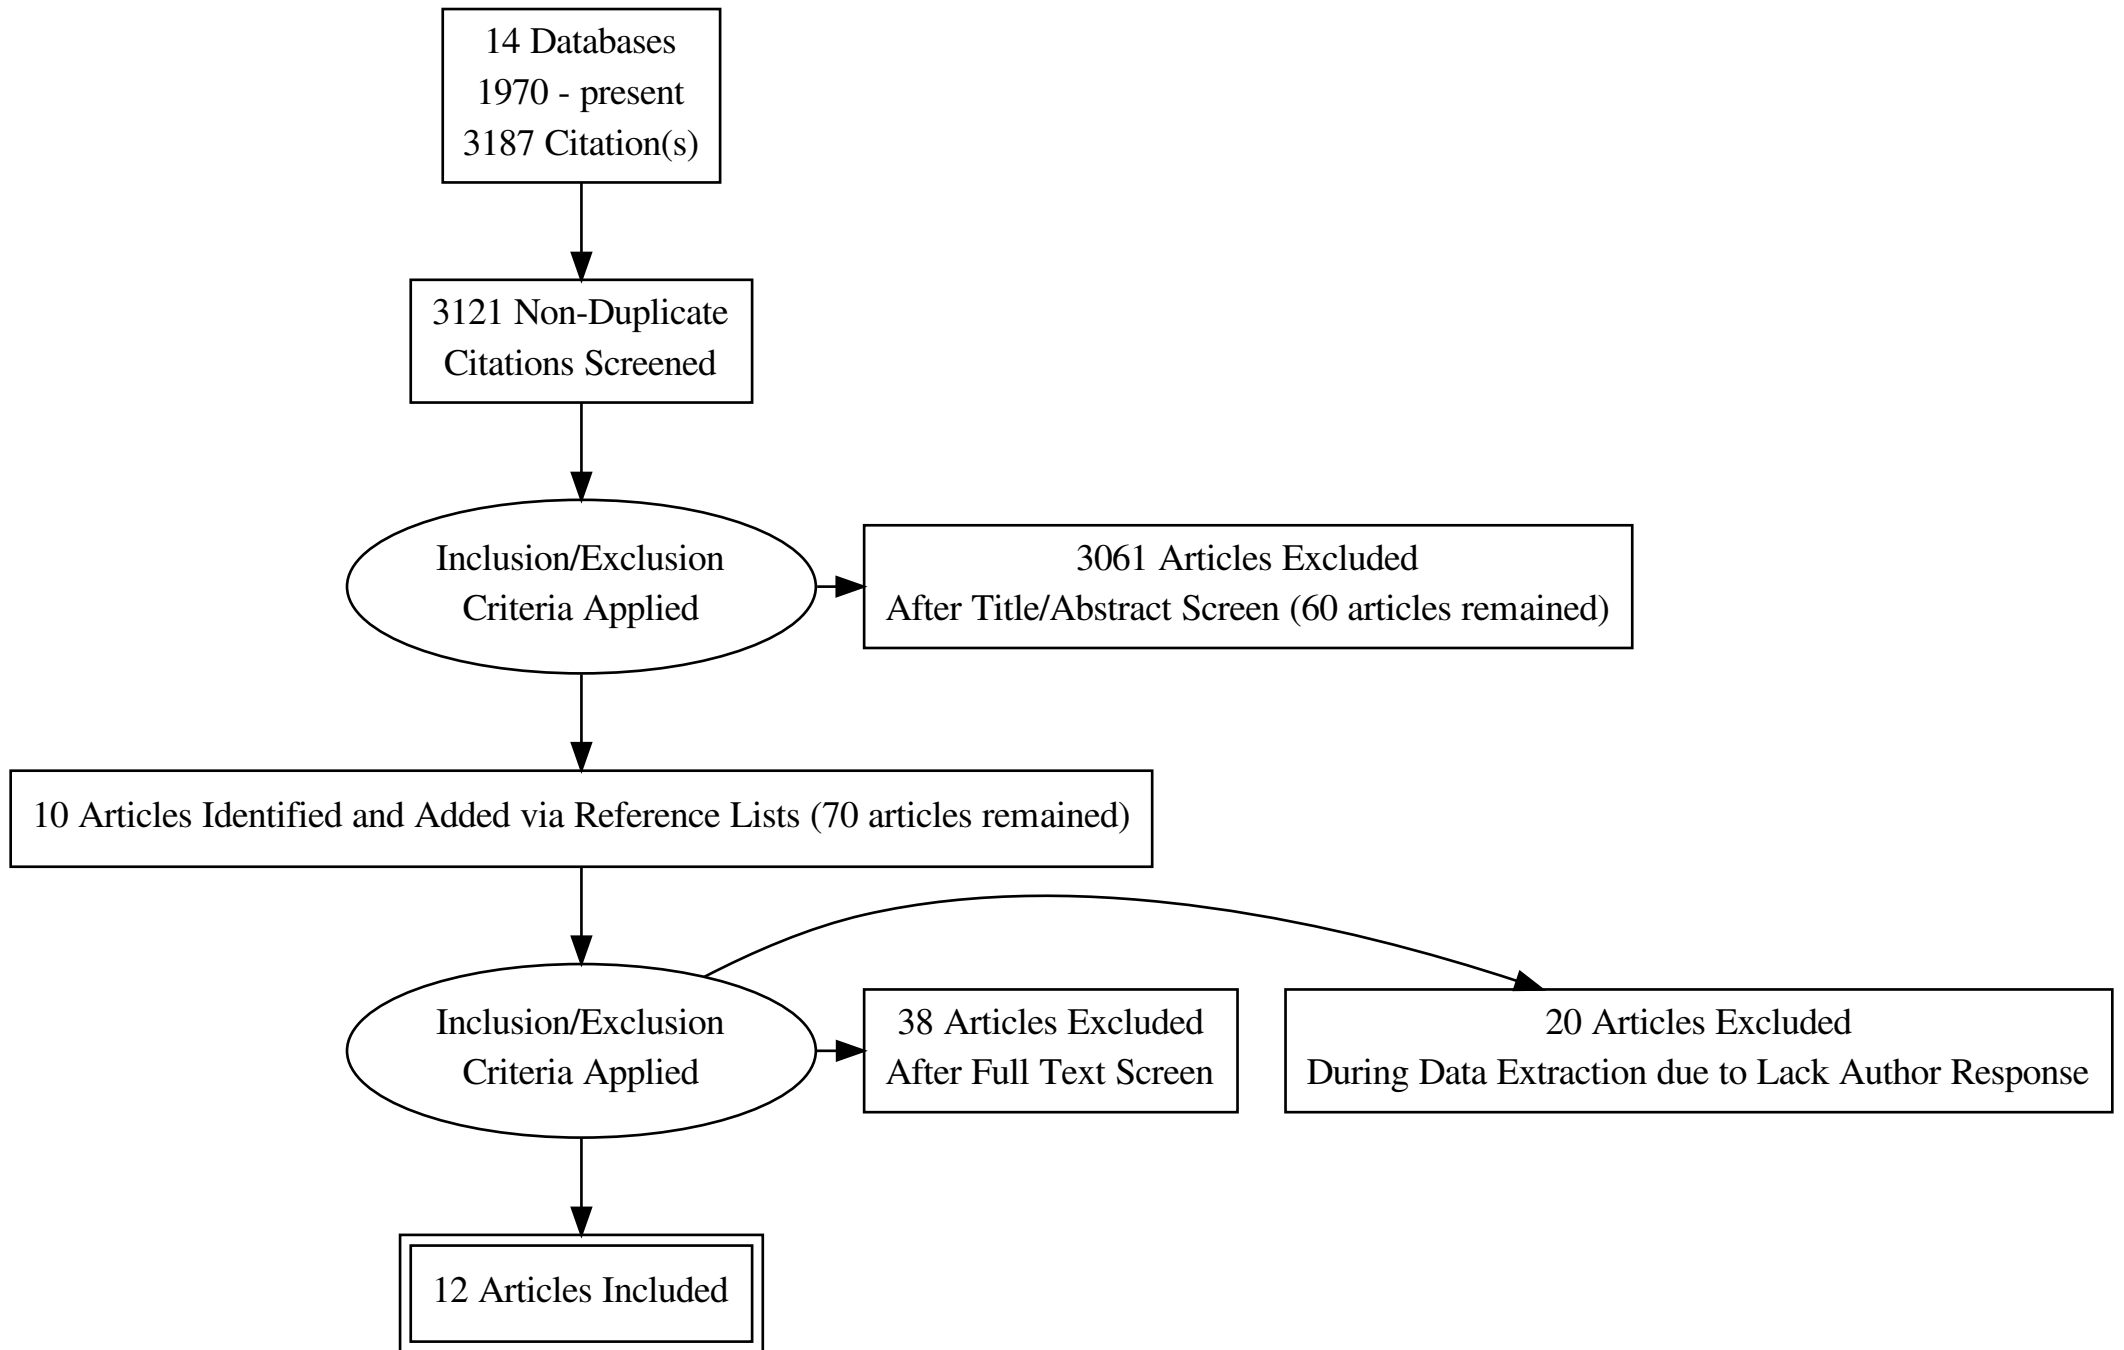 14 Databases
1970 - present
3187 Citation(s)
3121 Non-Duplicate
Citations Screened
Inclusion/Exclusion
Criteria Applied
3061 Articles Excluded
After Title/Abstract Screen (60 articles remained)
10 Articles Identified and Added via Reference Lists (70 articles remained)
Inclusion/Exclusion
Criteria Applied
38 Articles Excluded
After Full Text Screen
20 Articles Excluded
During Data Extraction due to Lack Author Response
12 Articles Included